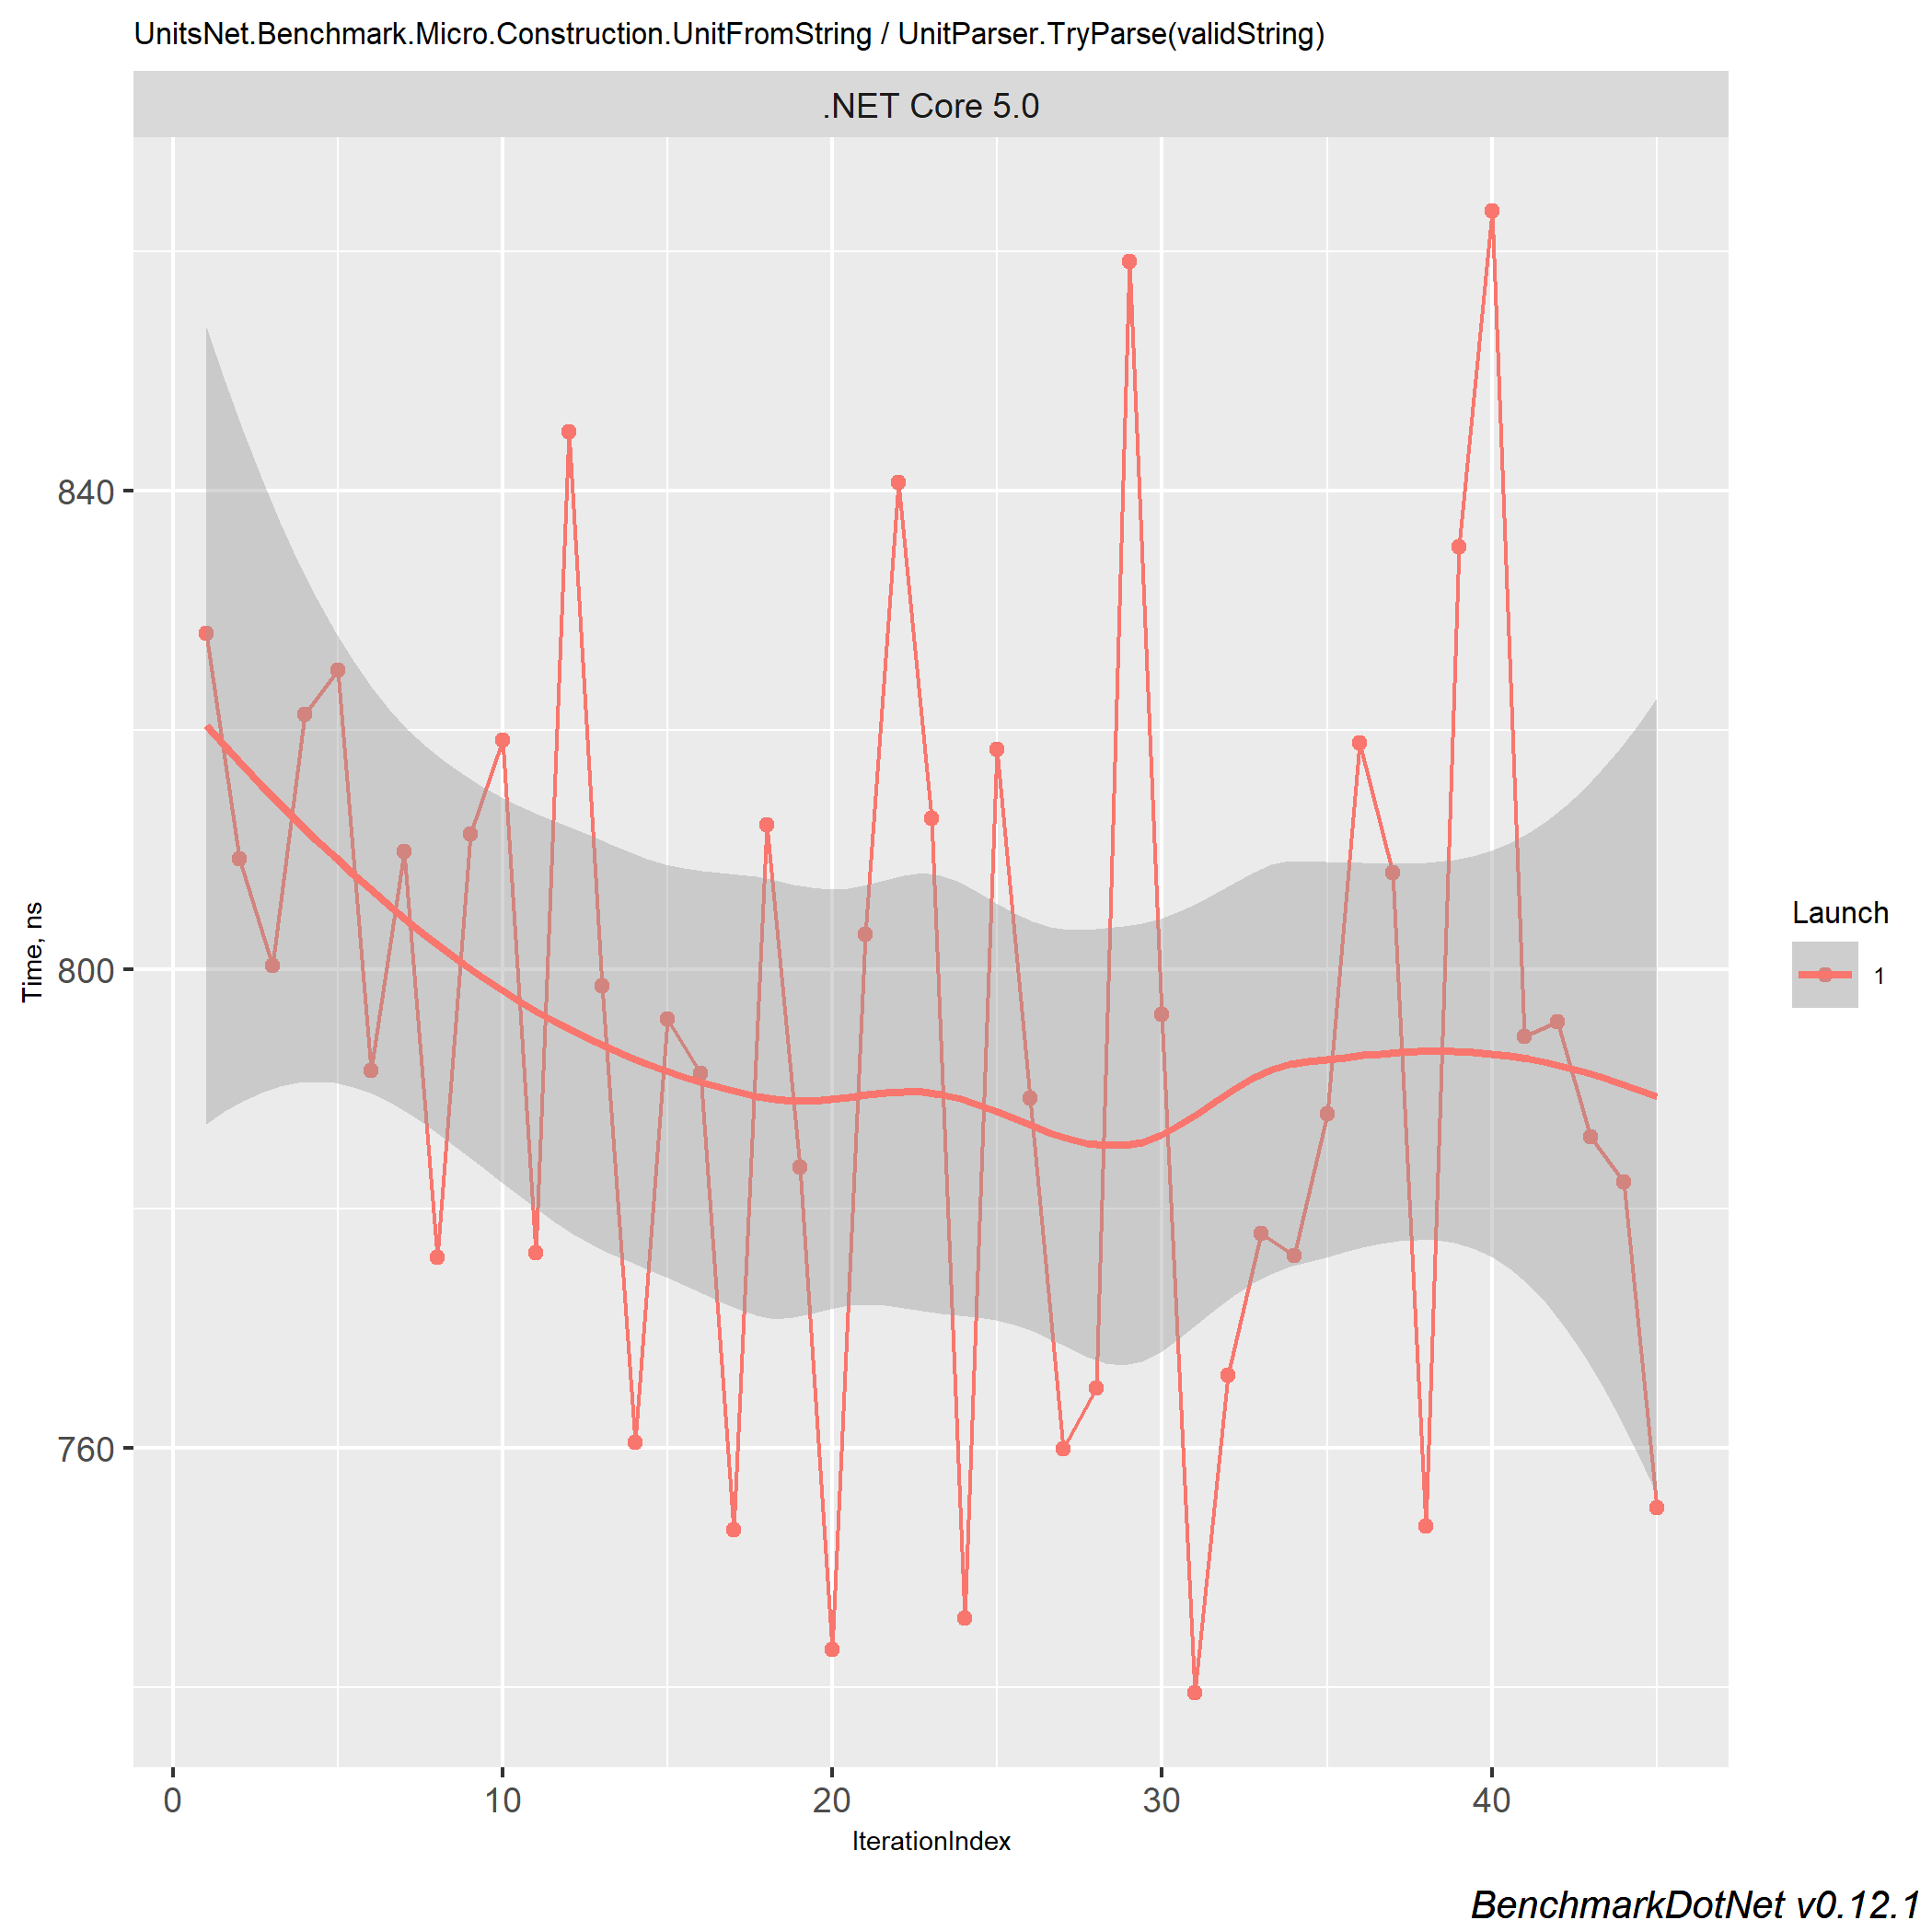 UnitsNet.Benchmark.Micro.Construction.UnitFromString / UnitParser.TryParse(validString)
.NET Core 5.0
840
800
760
Time, ns
0 10 20 30 40
IterationIndex
Launch
1
BenchmarkDotNet v0.12.1